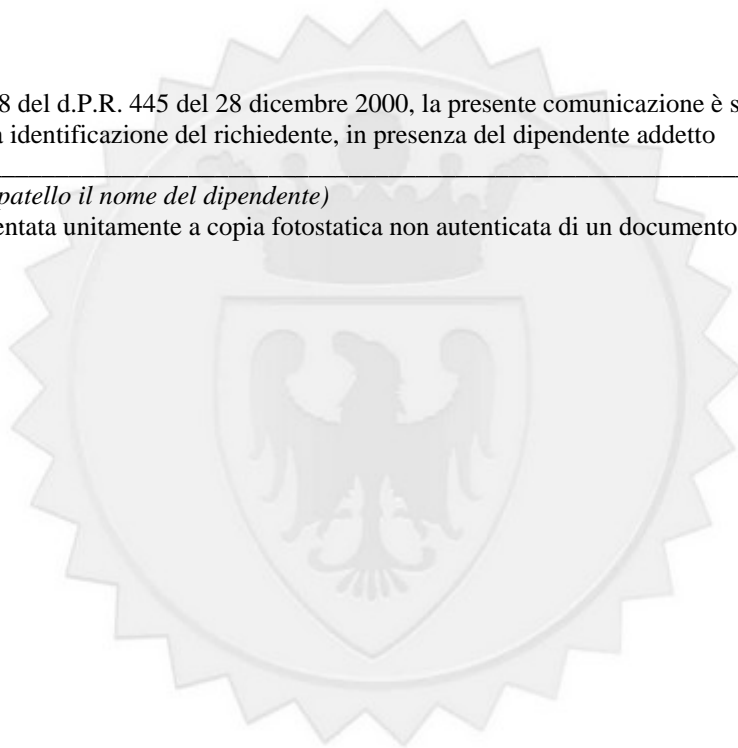 8 del d.P.R. 445 del 28 dicembre 2000, la presente comunicazione è s
a identificazione del richiedente, in presenza del dipendente addetto
patello il nome del dipendente)
entata unitamente a copia fotostatica non autenticata di un documento